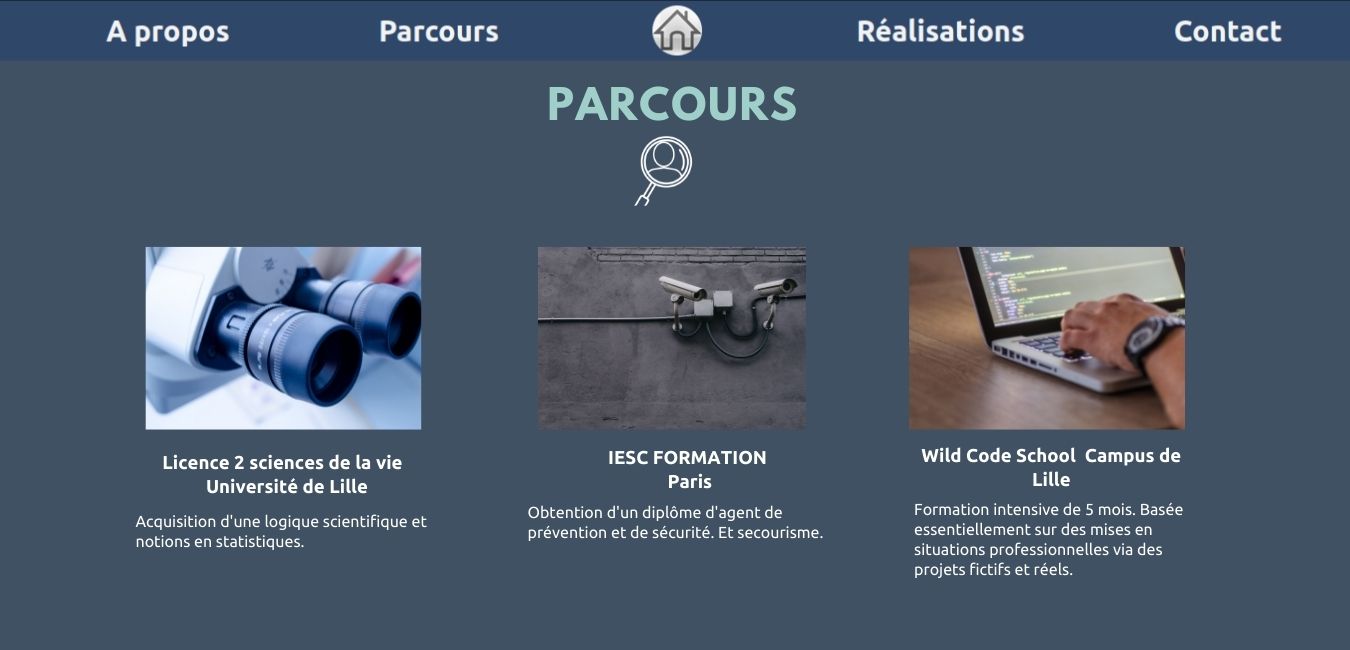 A propos
Parcours
Réalisations
Contact
PARCOURS
Licence 2 sciences de la vie
Université de Lille
Acquisition d'une logique scientifique et
notions en statistiques.
IESC FORMATION
Paris
Obtention d'un diplôme d'agent de
prévention et de sécurité. Et secourisme.
Wild Code School  Campus de
Lille
Formation intensive de 5 mois. Basée
essentiellement sur des mises en
situations professionnelles via des
projets fictifs et réels.